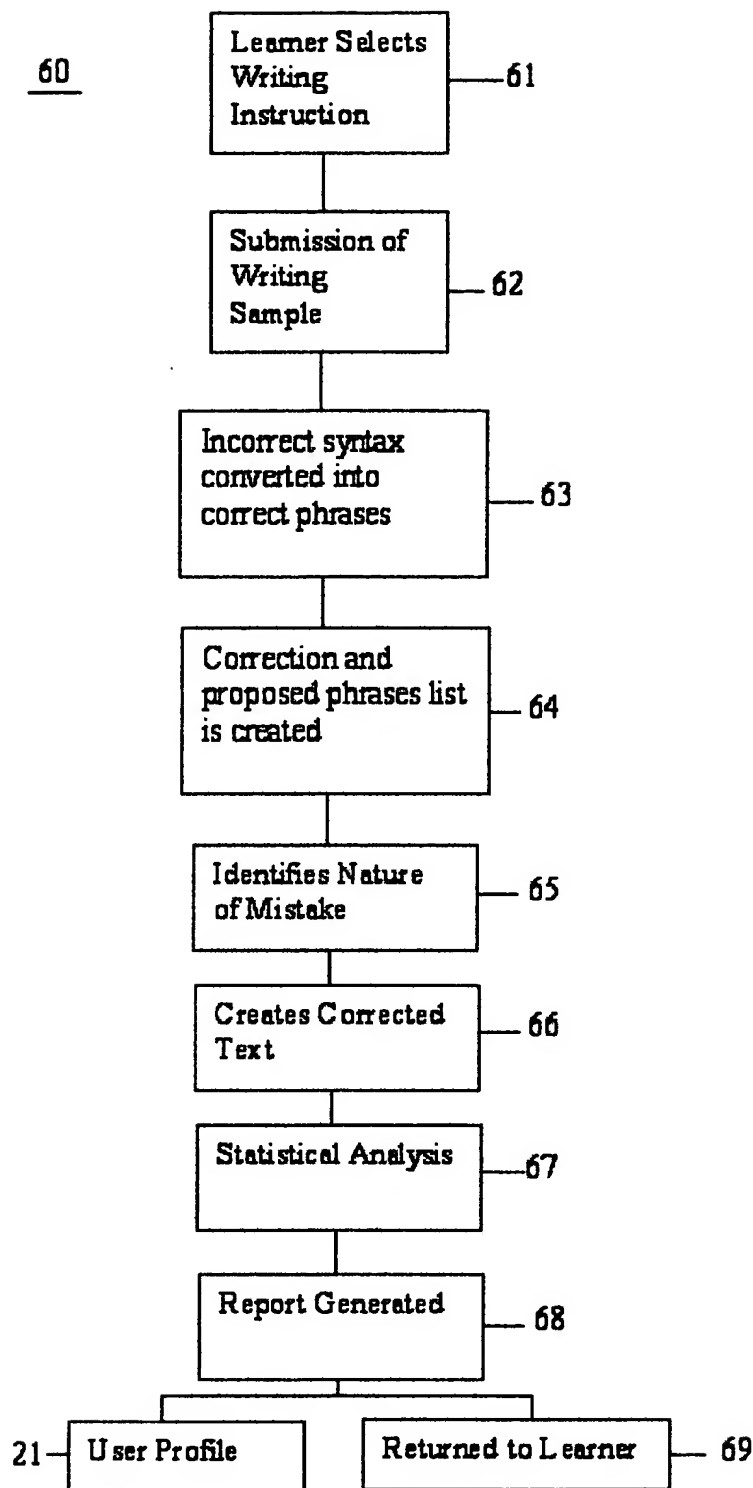 60
Learner Selects
Writing
Instruction
61
Submission of
Writing
Sample
62
Incorrect syntax
converted into
correct phrases
63
Correction and
proposed phrases list
is created
64
Identifies Nature
of Mistake
65
Creates Corrected
Text
66
Statistical Analysis
67
Report Generated
68
21
User Profile
Returned to Learner
69